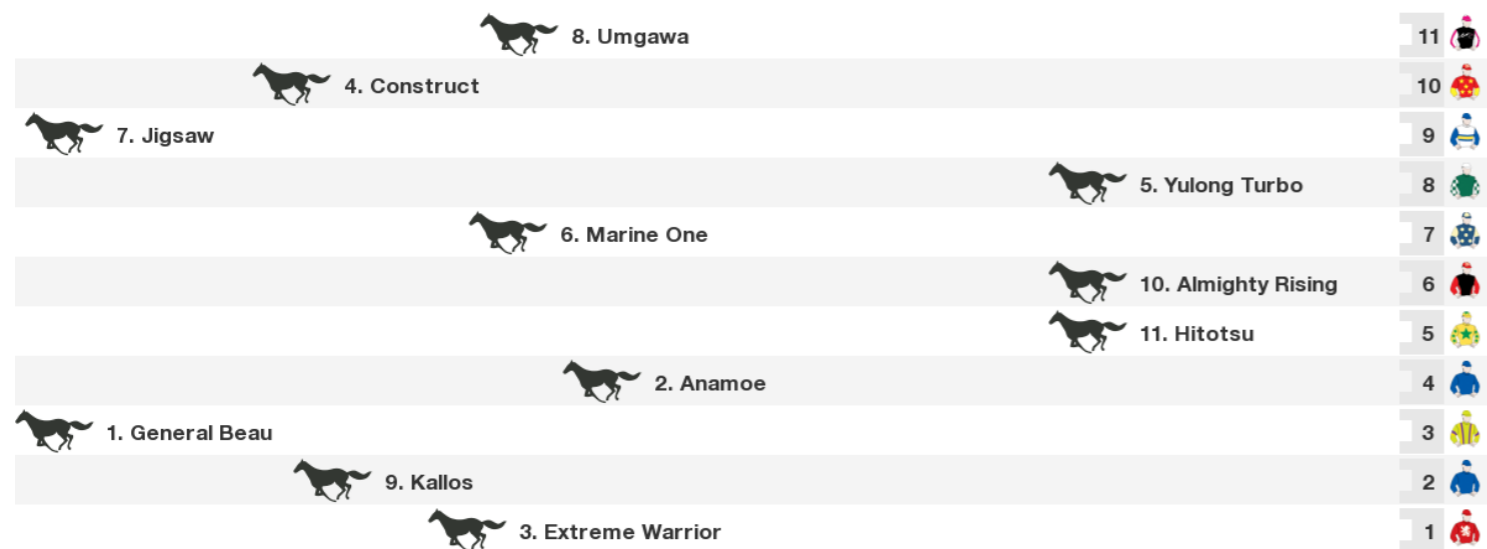 8. Umgawa 11
4. Construct 10
7. Jigsaw 9
5. Yulong Turbo 8
6. Marine One 7
10. Almighty Rising 6
11. Hitotsu 5
2. Anamoe 4
1. General Beau 3
9. Kallos 2
3. Extreme Warrior 1